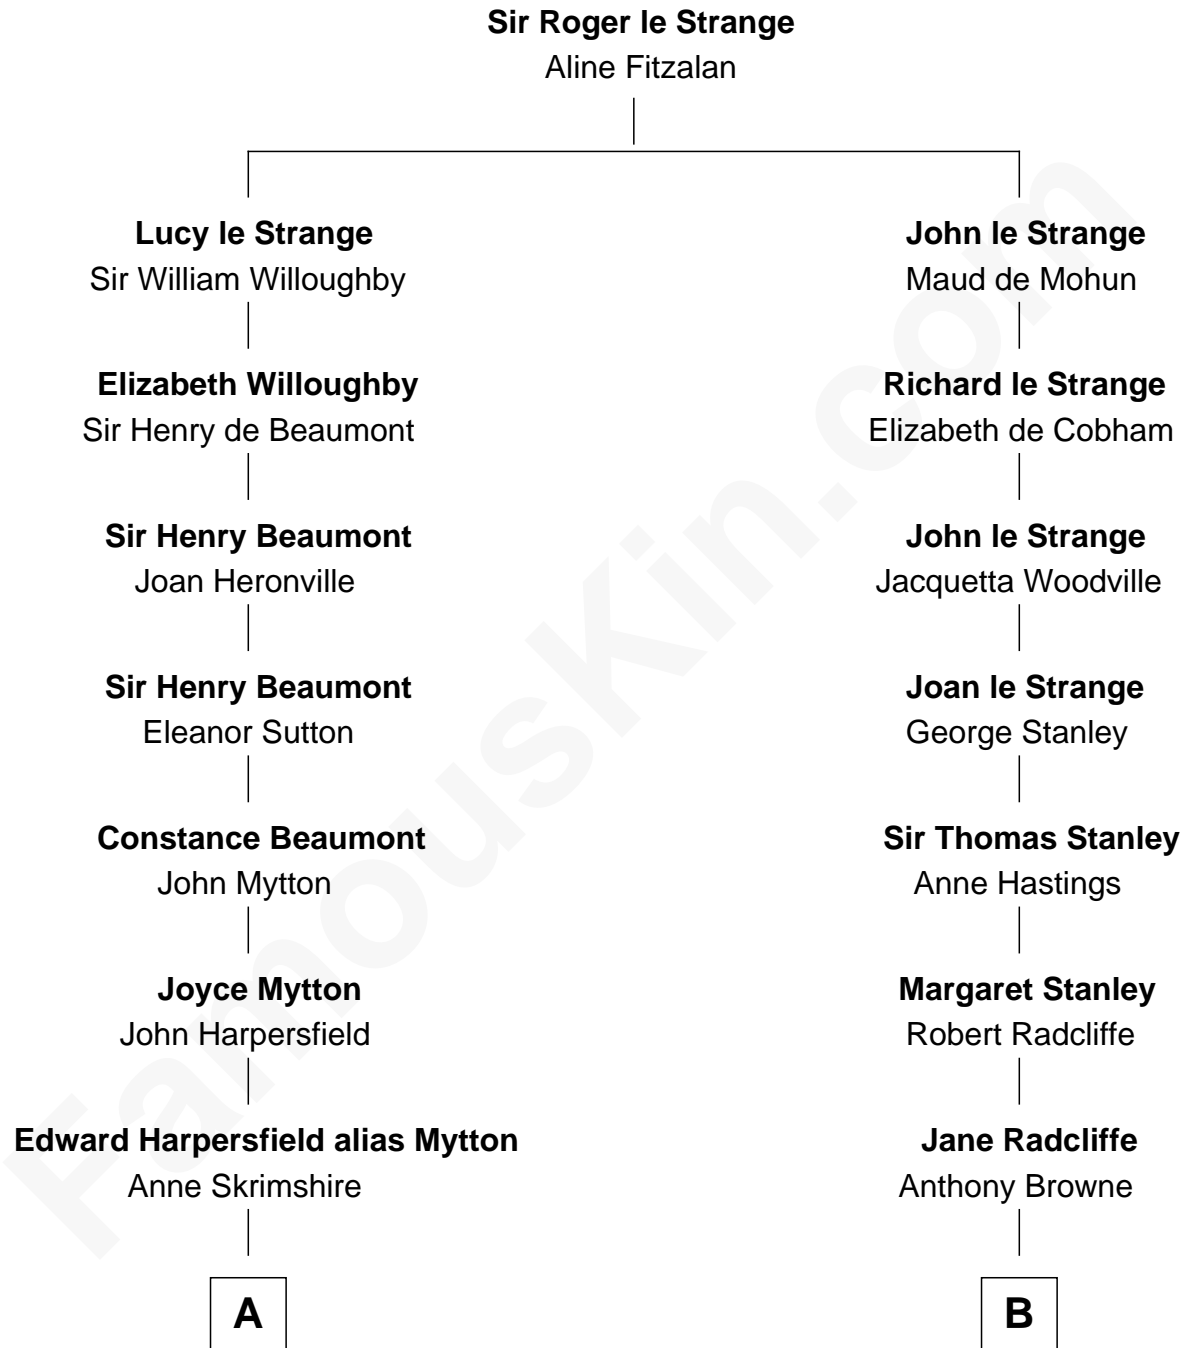 Sir Roger le Strange
Aline Fitzalan
Lucy le Strange
Sir William Willoughby
Elizabeth Willoughby
Sir Henry de Beaumont
Sir Henry Beaumont
Joan Heronville
Sir Henry Beaumont
Eleanor Sutton
Constance Beaumont
John Mytton
Joyce Mytton
John Harpersfield
Edward Harpersfield alias Mytton
Anne Skrimshire
A
John le Strange
Maud de Mohun
Richard le Strange
Elizabeth de Cobham
John le Strange
Jacquetta Woodville
Joan le Strange
George Stanley
Sir Thomas Stanley
Anne Hastings
Margaret Stanley
Robert Radcliffe
Jane Radcliffe
Anthony Browne
B
FamousKin.com